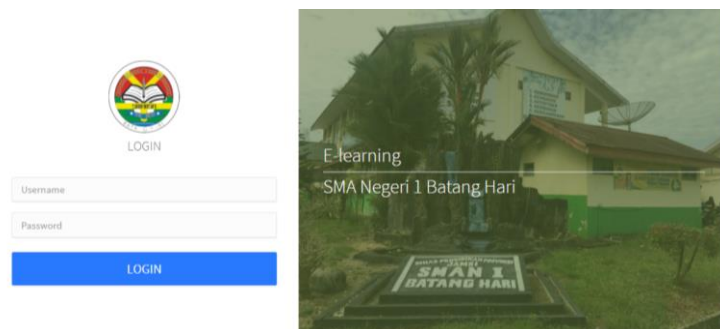 LOGIN
Username
Password
LOGIN
E-learning
SMA Negeri 1 Batang Hari
SMAN 1
BATANG HARI